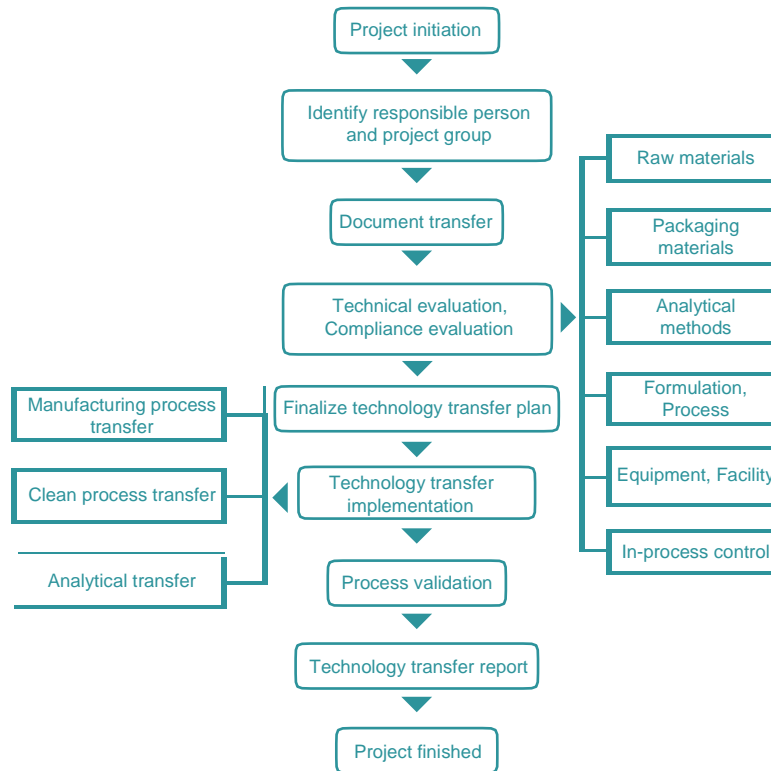 Project initiation
Identify responsible person
and project group
Document transfer
Technical evaluation,
Compliance evaluation
Finalize technology transfer plan
Technology transfer
implementation
Process validation
Technology transfer report
Project finished
Raw materials
Packaging
materials
Analytical
methods
Formulation,
Process
Equipment, Facility
In-process control
Manufacturing process
transfer
Clean process transfer
Analytical transfer